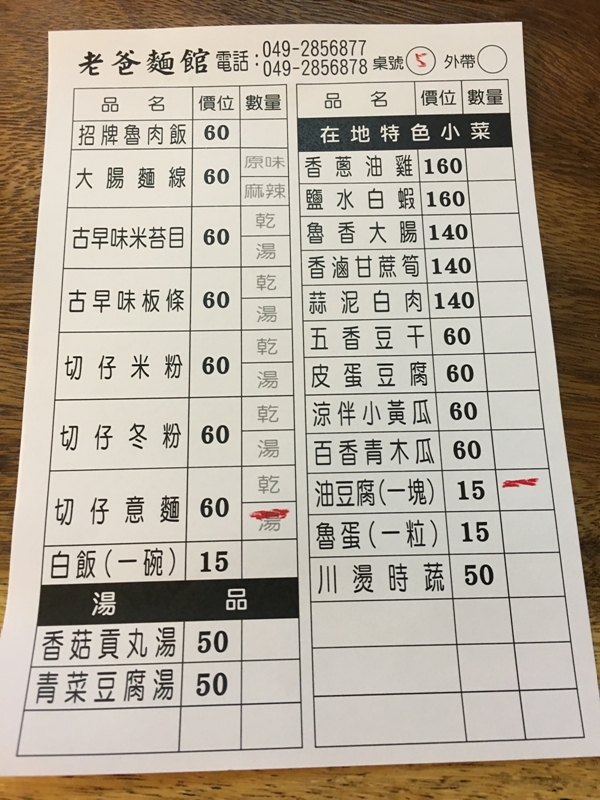 老爸麵館 電話：049-2856877 049-2856878 桌號 5 外帶
品名 價位 數量
招牌魯肉飯 60
大腸麵線 60 原味 麻辣
古早味米苔目 60 乾 湯
古早味板條 60 乾 湯
切仔米粉 60 乾 湯
切仔冬粉 60 乾 湯
切仔意麵 60 乾 湯
白飯(一碗) 15
湯品
香菇貢丸湯 50
青菜豆腐湯 50
品名 價位 數量
在地特色小菜
香蔥油雞 160
鹽水白蝦 160
魯香大腸 140
香滷甘蔗筍 140
蒜泥白肉 140
五香豆干 60
皮蛋豆腐 60
涼伴小黃瓜 60
百香青木瓜 60
油豆腐(一塊) 15
魯蛋(一粒) 15
川燙時蔬 50